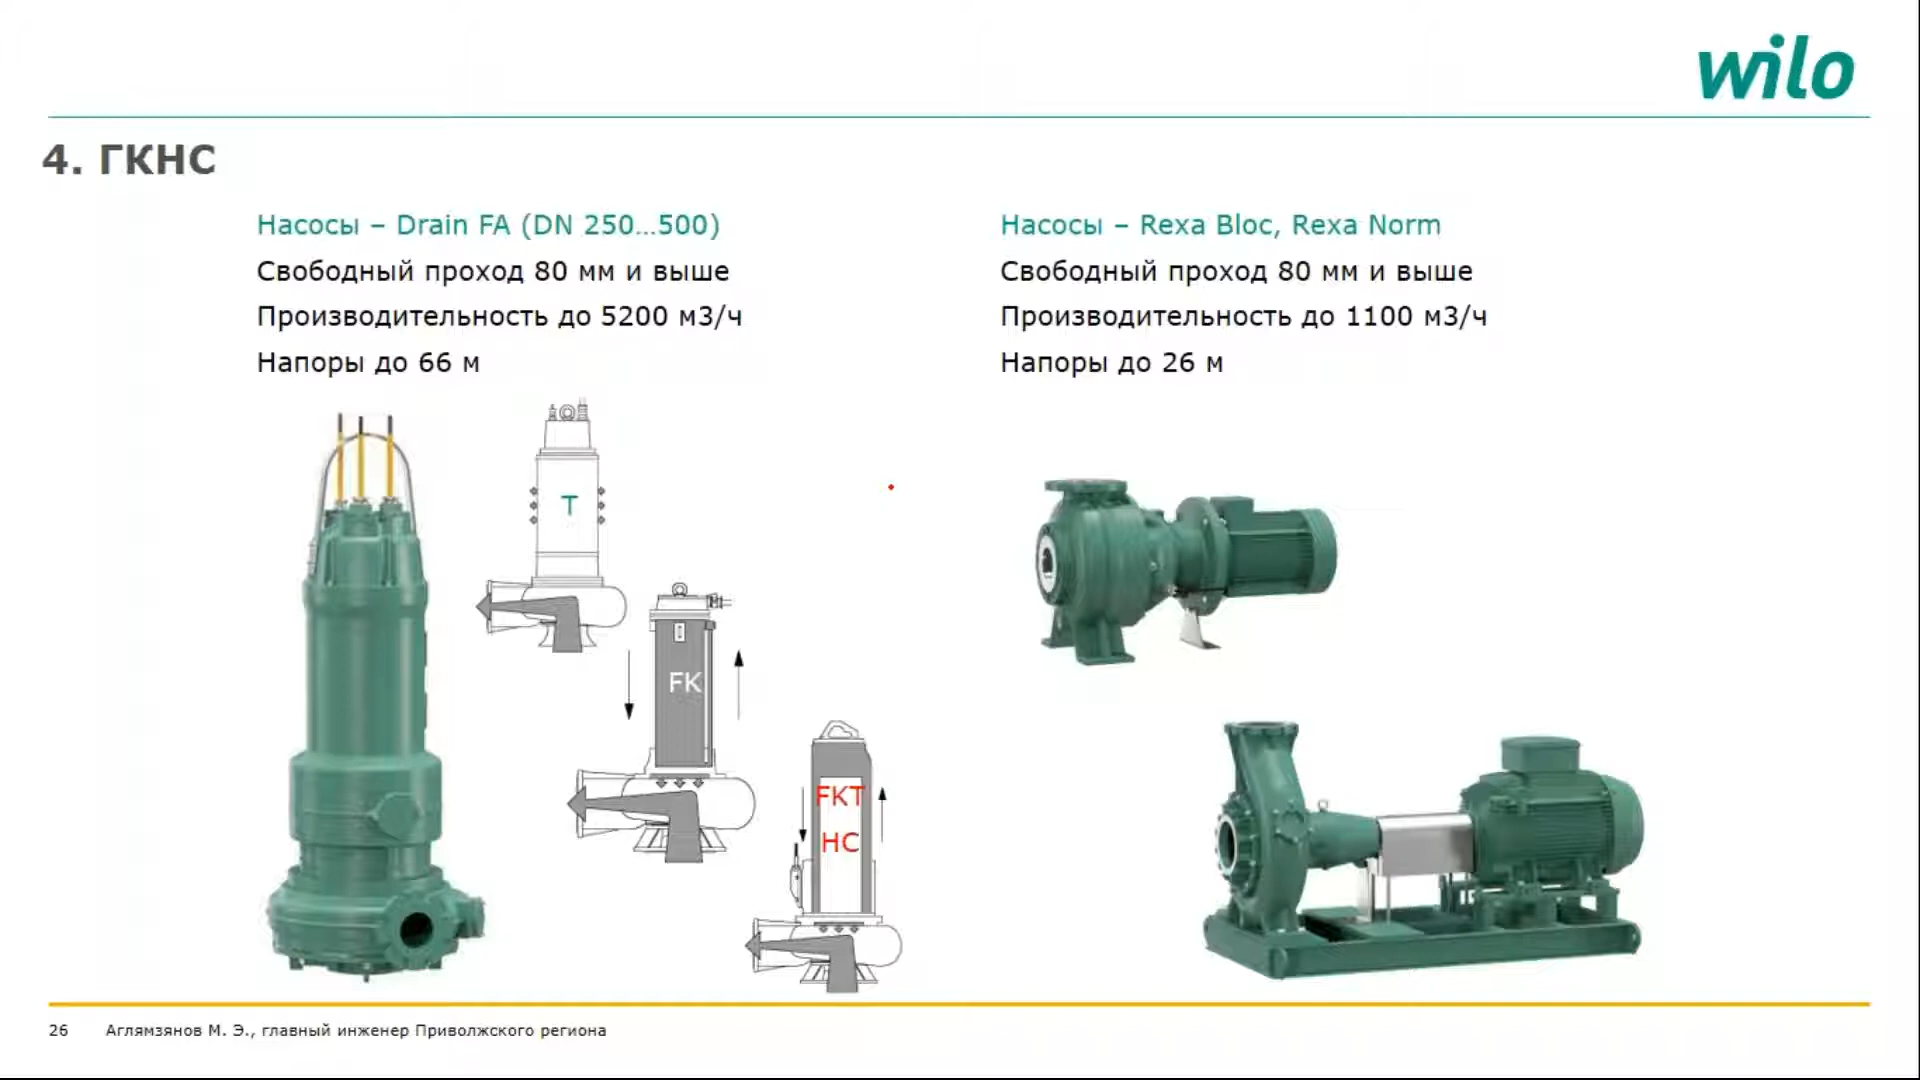 wilo
4. ГКНС
Насосы – Drain FA (DN 250…500)
Свободный проход 80 мм и выше
Производительность до 5200 м3/ч
Напоры до 66 м
Насосы – Rexa Bloc, Rexa Norm
Свободный проход 80 мм и выше
Производительность до 1100 м3/ч
Напоры до 26 м
T
FK
FKT
HC
26 Аглямзянов М. Э., главный инженер Приволжского региона